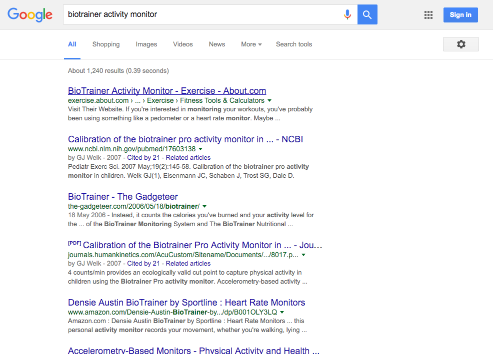 Google
biotrainer activity monitor
Sign in
All Shopping Images Videos News More Search tools
About 1,240 results (0.39 seconds)
BioTrainer Activity Monitor - Exercise - About.com
exercise.about.com › ... › Exercise › Fitness Tools & Calculators
Visit Their Website. If you're interested in monitoring your workouts, you've probably
been using something like a pedometer or a heart rate monitor. Maybe ...
Calibration of the biotrainer pro activity monitor in ... - NCBI
www.ncbi.nlm.nih.gov/pubmed/17603138
by GJ Welk - 2007 - Cited by 21 - Related articles
Pediatr Exerc Sci. 2007 May;19(2):145-58. Calibration of the biotrainer pro activity
monitor in children. Welk GJ(1), Eisenmann JC, Schaben J, Trost SG, Dale D.
BioTrainer - The Gadgeteer
the-gadgeteer.com/2006/05/18/biotrainer/
18 May 2006 - Instead, it counts the calories you've burned and your activity level for
the ... of the BioTrainer Monitoring System and The BioTrainer Nutritional ...
[PDF] Calibration of the Biotrainer Pro Activity Monitor in ... - Jou...
journals.humankinetics.com/AcuCustom/Sitename/Documents/.../8017.p...
by GJ Welk - 2007 - Cited by 21 - Related articles
4 counts/min provides an ecologically valid cut point to capture physical activity in
children using the Biotrainer Pro activity monitor. Accelerometry-based activity ...
Densie Austin BioTrainer by Sportline : Heart Rate Monitors
www.amazon.com/Densie-Austin-BioTrainer-by.../dp/B001OLY3LQ
Amazon.com : Densie Austin BioTrainer by Sportline : Heart Rate Monitors ... this
personal activity monitor records your movement, whether you're walking, lying ...
Accelerometry-Based Monitors - Physical Activity and Health ...